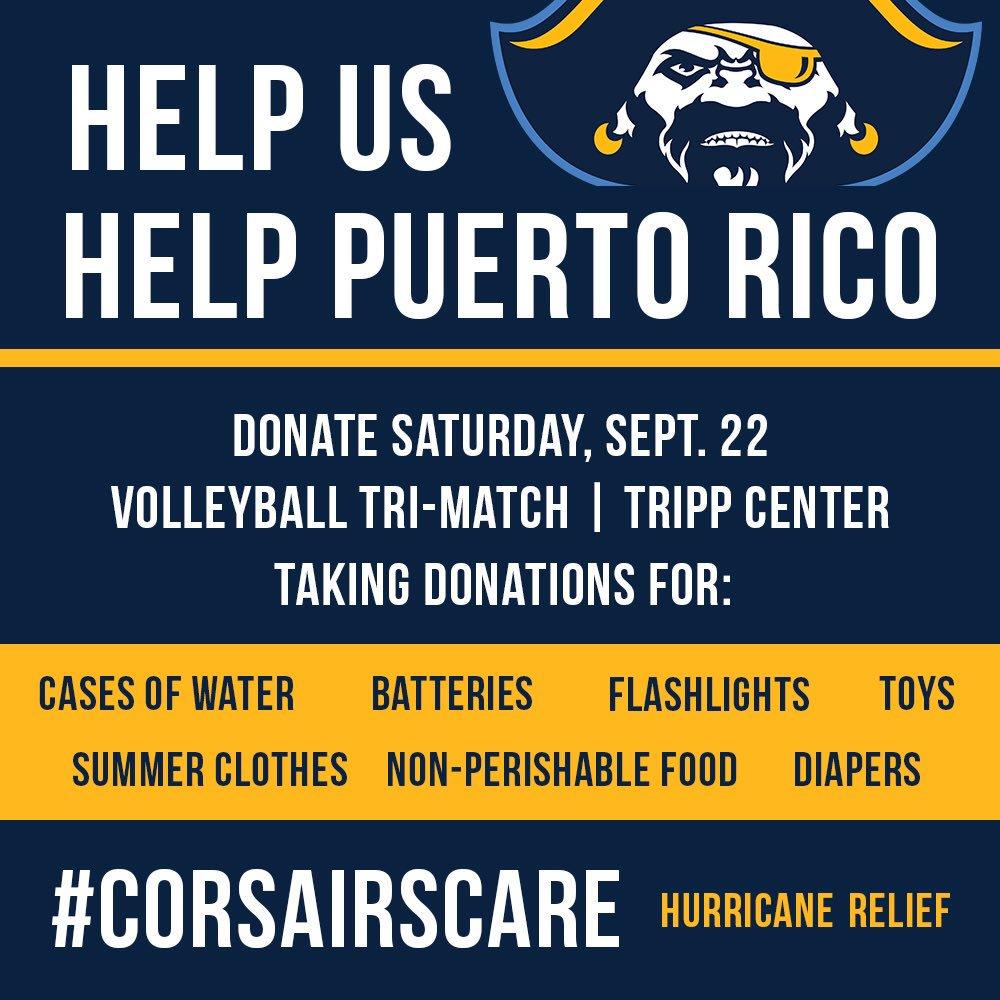 HELP US
HELP PUERTO RICO
DONATE SATURDAY, SEPT. 22
VOLLEYBALL TRI-MATCH | TRIPP CENTER
TAKING DONATIONS FOR:
CASES OF WATER BATTERIES FLASHLIGHTS TOYS
SUMMER CLOTHES NON-PERISHABLE FOOD DIAPERS
#CORSAIRSCARE HURRICANE RELIEF